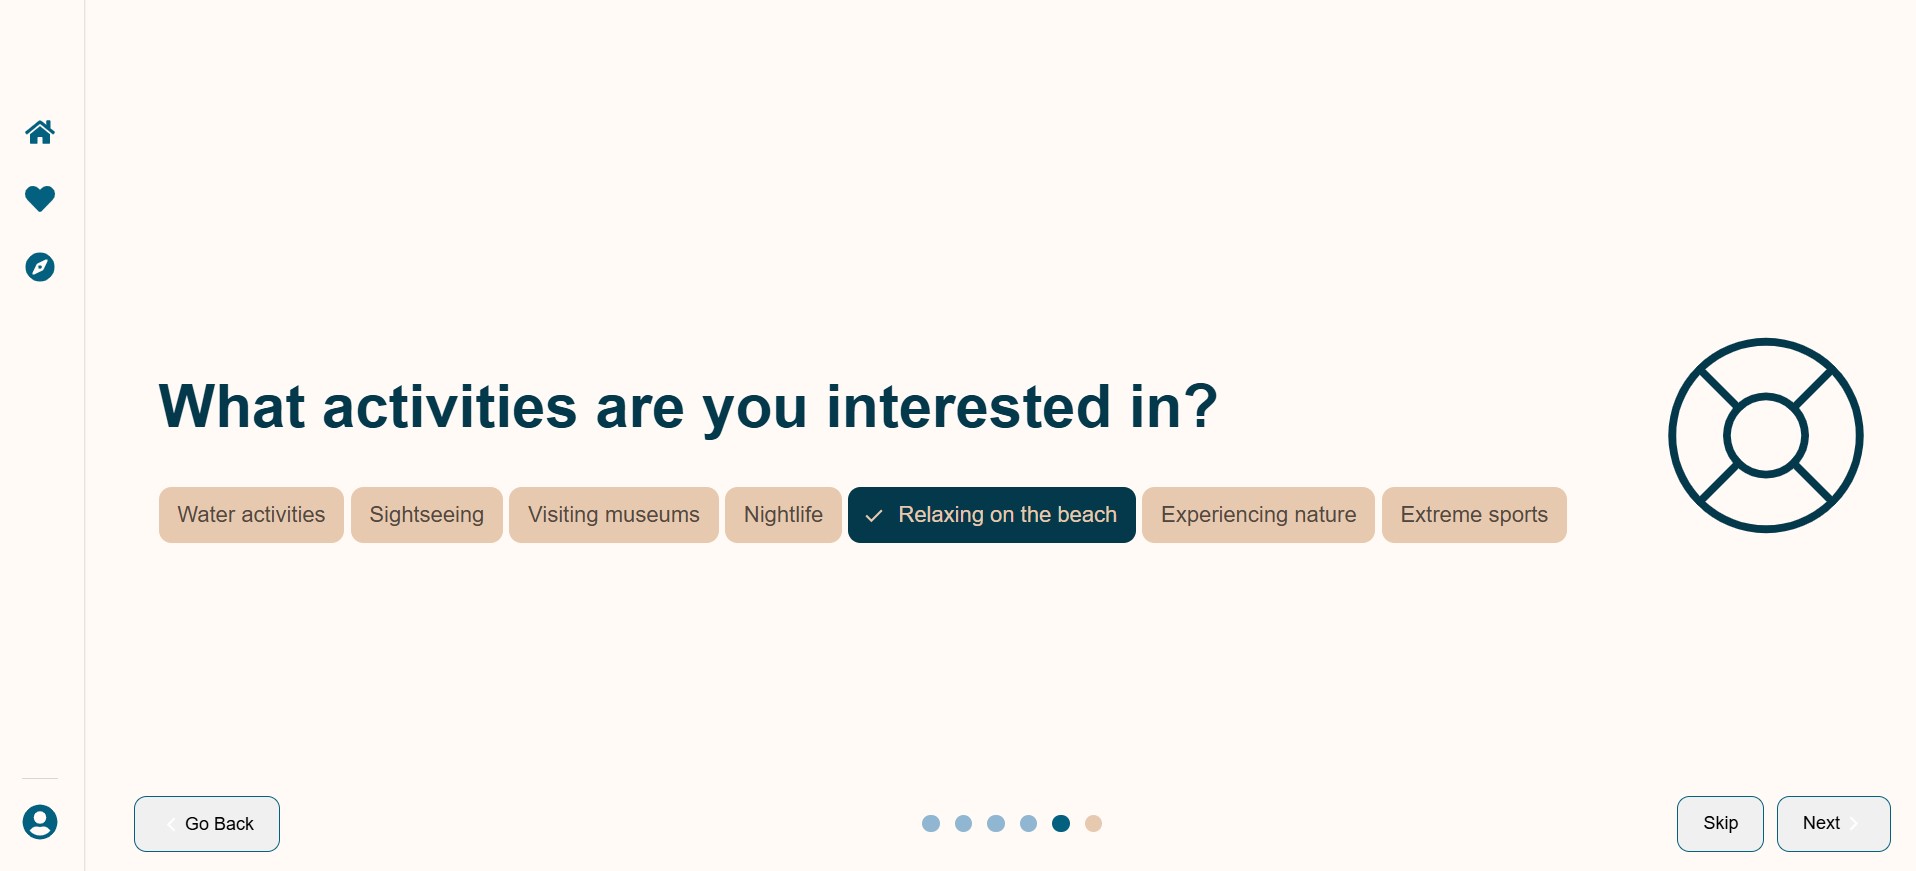 What activities are you interested in?
Water activities
Sightseeing
Visiting museums
Nightlife
Relaxing on the beach
Experiencing nature
Extreme sports
Go Back
Skip
Next